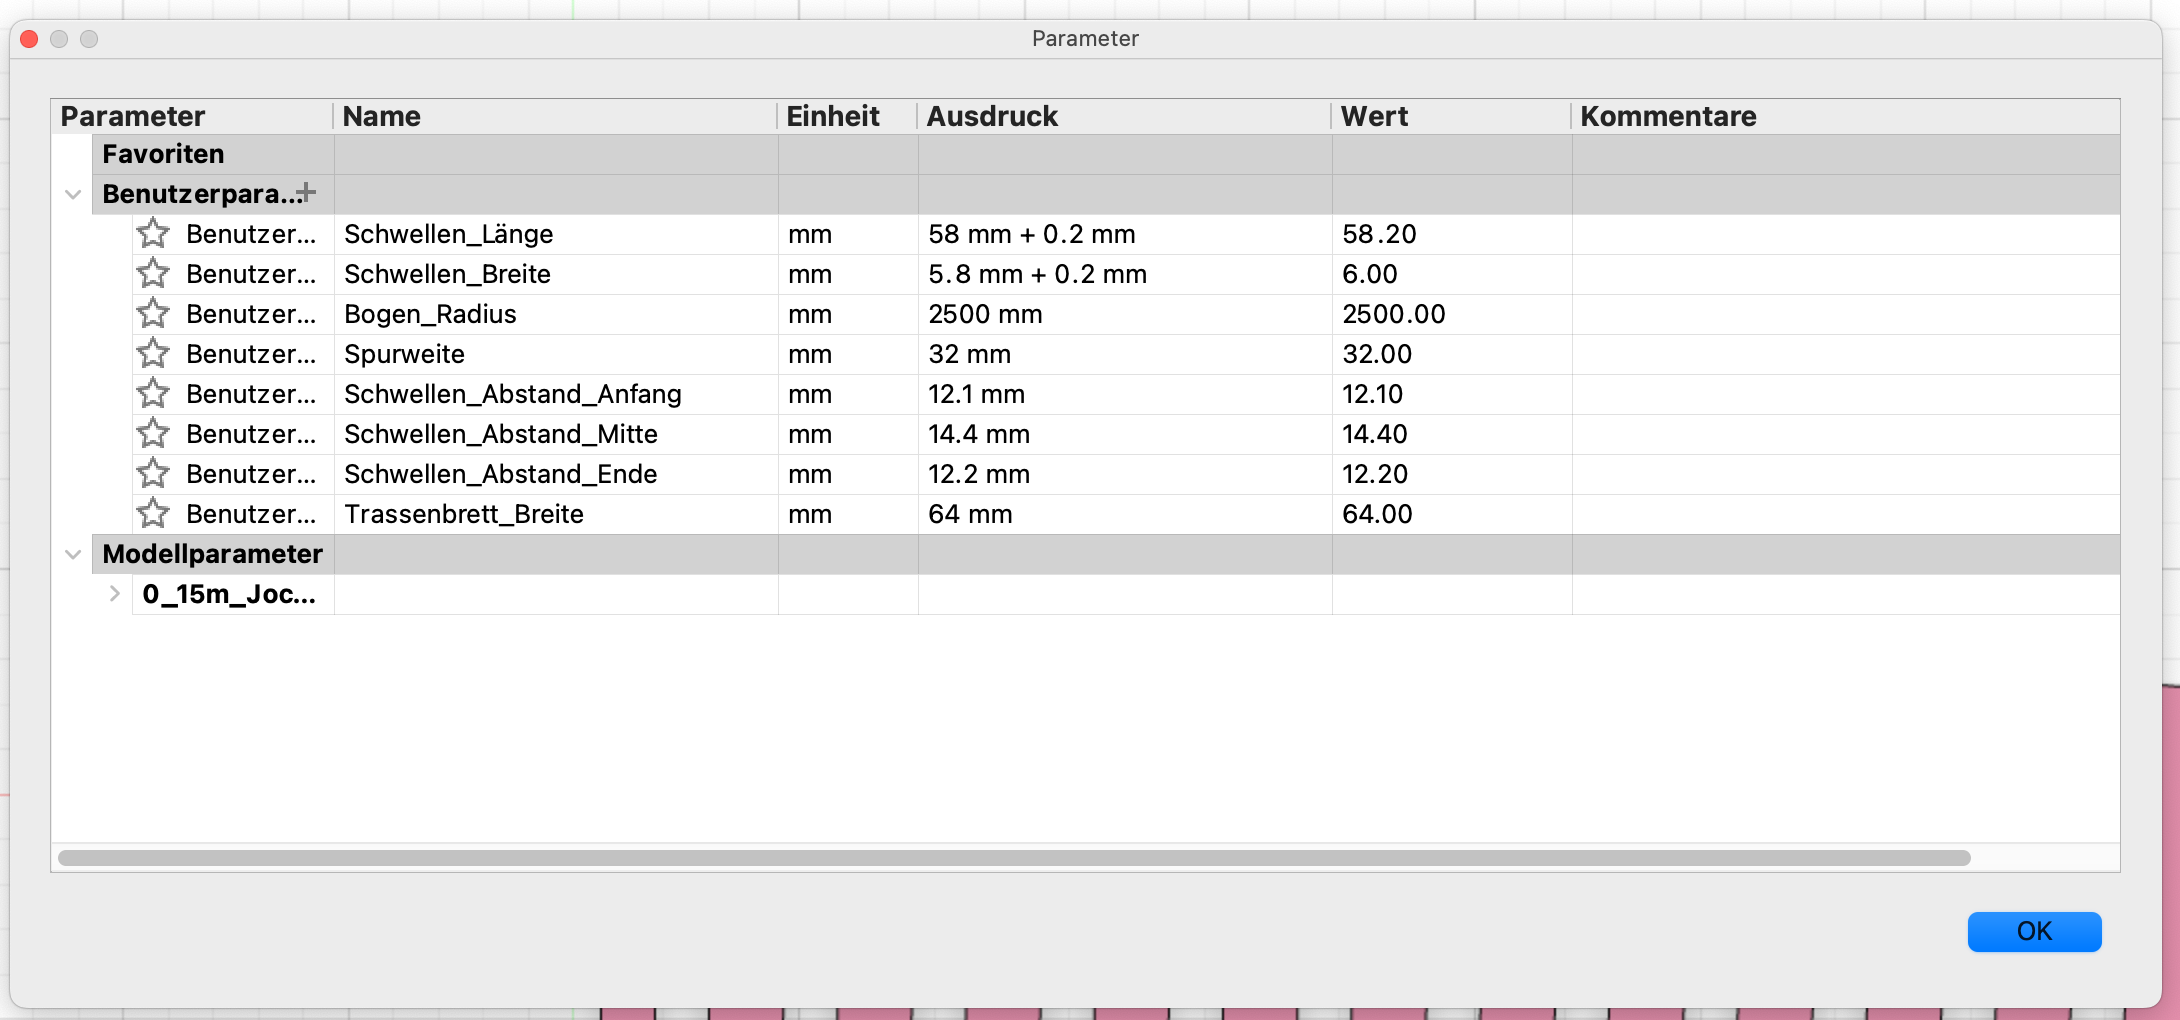 Parameter
Parameter Name Einheit Ausdruck Wert Kommentare
Favoriten
Benutzerpara...+
Benutzer... Schwellen_Länge mm 58 mm + 0.2 mm 58.20
Benutzer... Schwellen_Breite mm 5.8 mm + 0.2 mm 6.00
Benutzer... Bogen_Radius mm 2500 mm 2500.00
Benutzer... Spurweite mm 32 mm 32.00
Benutzer... Schwellen_Abstand_Anfang mm 12.1 mm 12.10
Benutzer... Schwellen_Abstand_Mitte mm 14.4 mm 14.40
Benutzer... Schwellen_Abstand_Ende mm 12.2 mm 12.20
Benutzer... Trassenbrett_Breite mm 64 mm 64.00
Modellparameter
0_15m_Joc...
OK